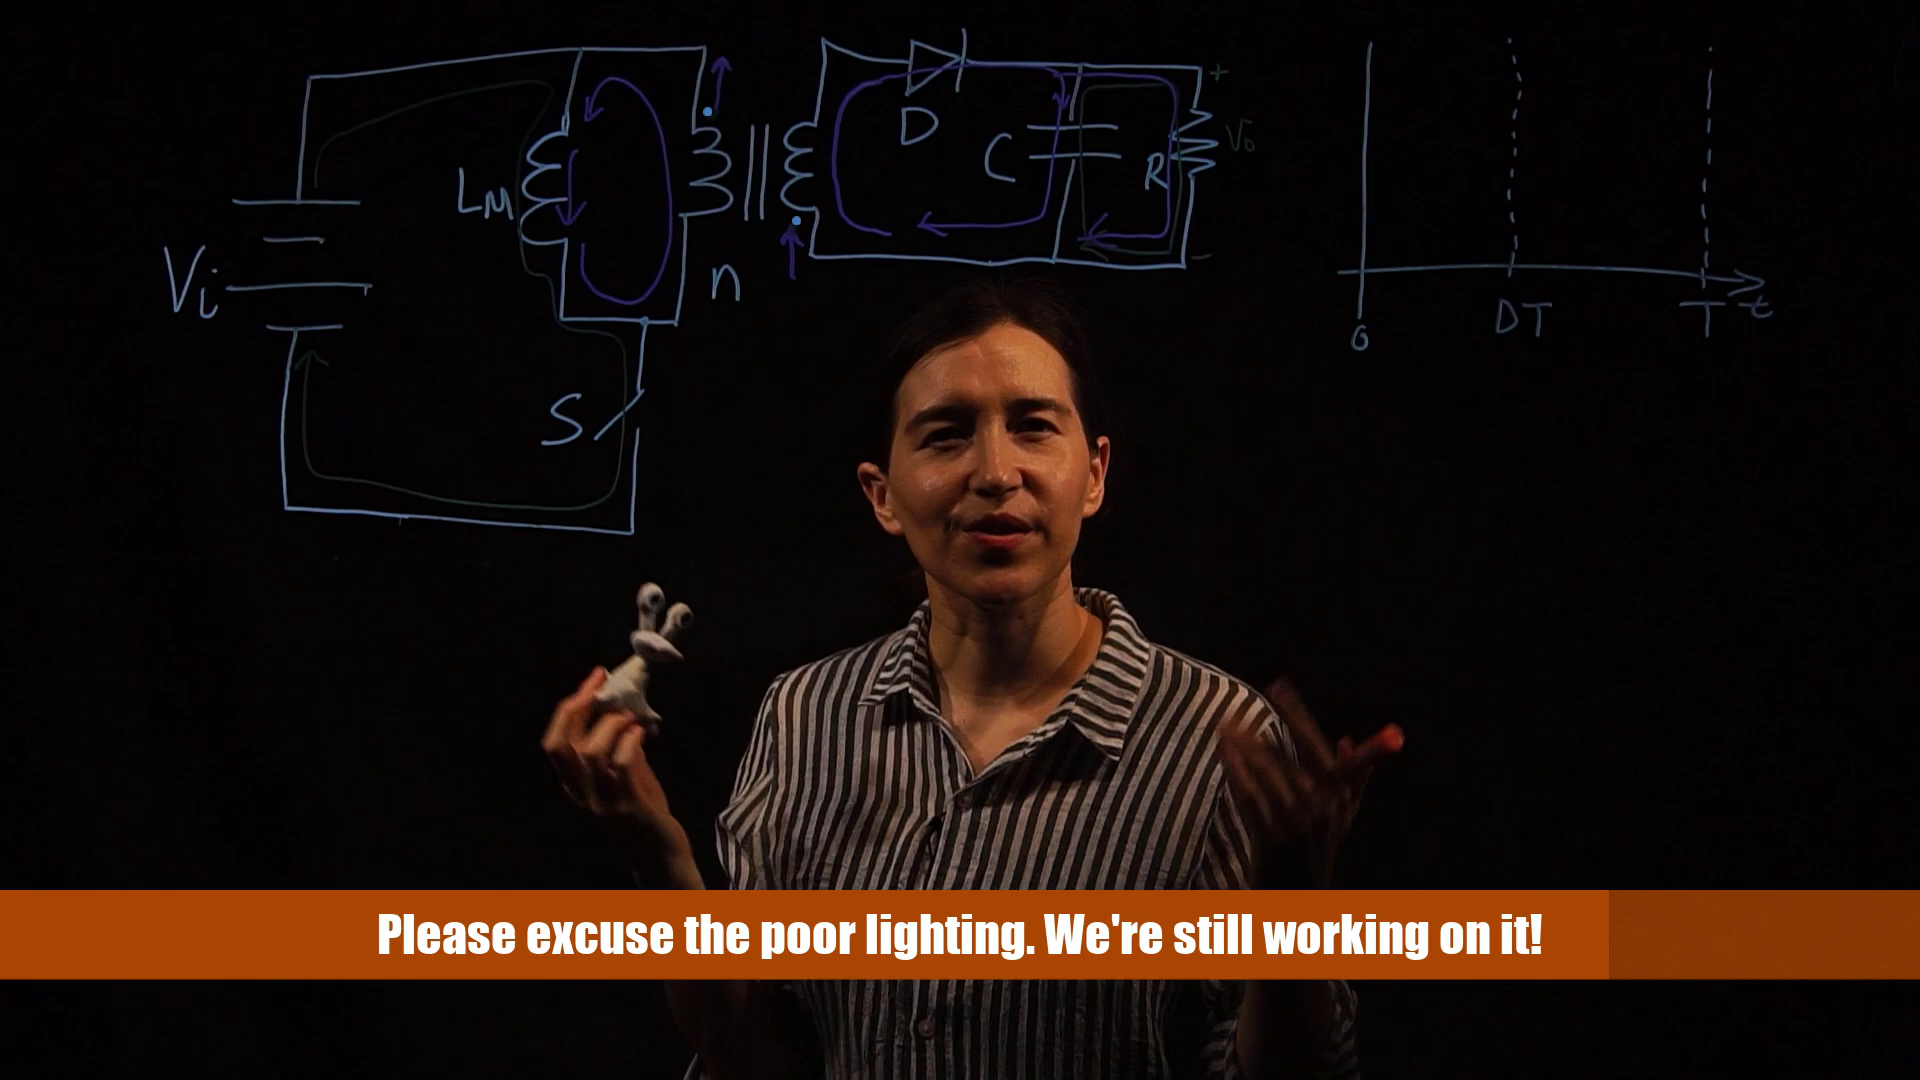 Vi
LM
S
n
D
C
R
+
Vo
-
0
DT
T
t
Please excuse the poor lighting. We're still working on it!